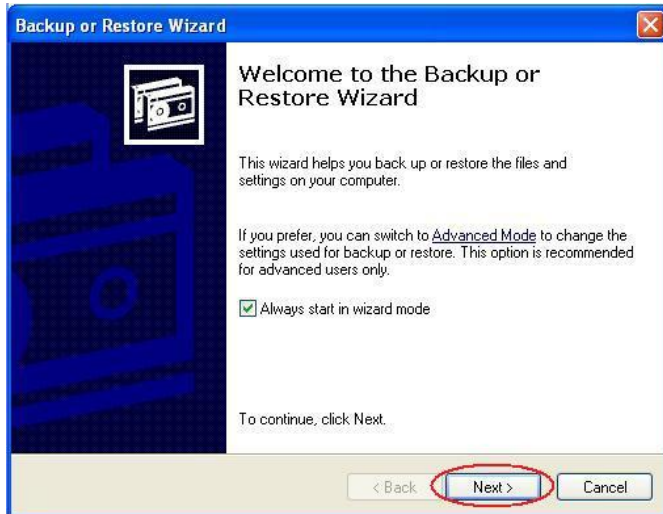 Backup or Restore Wizard
Welcome to the Backup or
Restore Wizard
This wizard helps you back up or restore the files and
settings on your computer.
If you prefer, you can switch to Advanced Mode to change the
settings used for backup or restore. This option is recommended
for advanced users only.
Always start in wizard mode
To continue, click Next.
< Back
Next >
Cancel